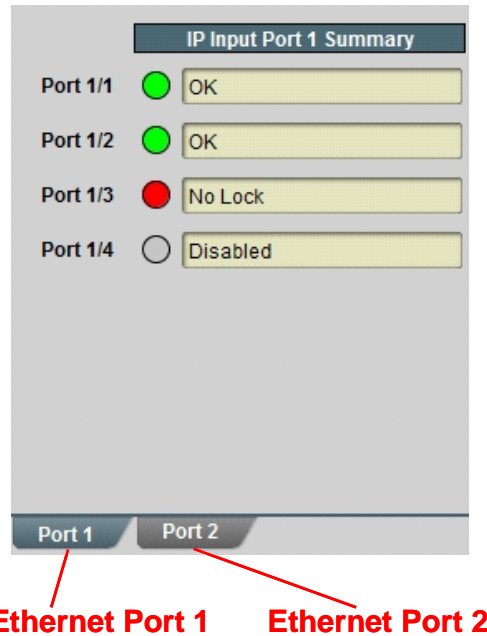 IP Input Port 1 Summary
Port 1/1 OK
Port 1/2 OK
Port 1/3 No Lock
Port 1/4 Disabled
Port 1 Port 2
Ethernet Port 1 Ethernet Port 2